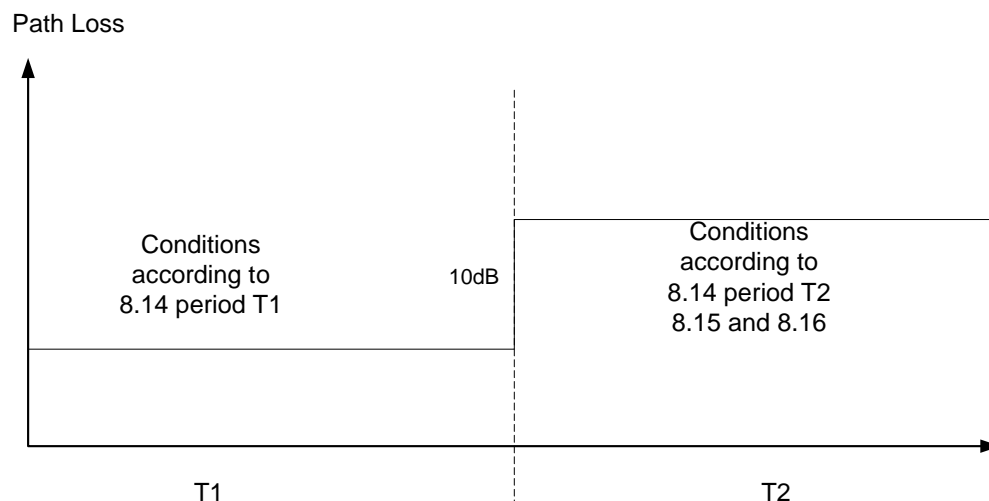 Path Loss
Conditions
according to
8.14 period T1
10dB
Conditions
according to
8.14 period T2
8.15 and 8.16
T1
T2